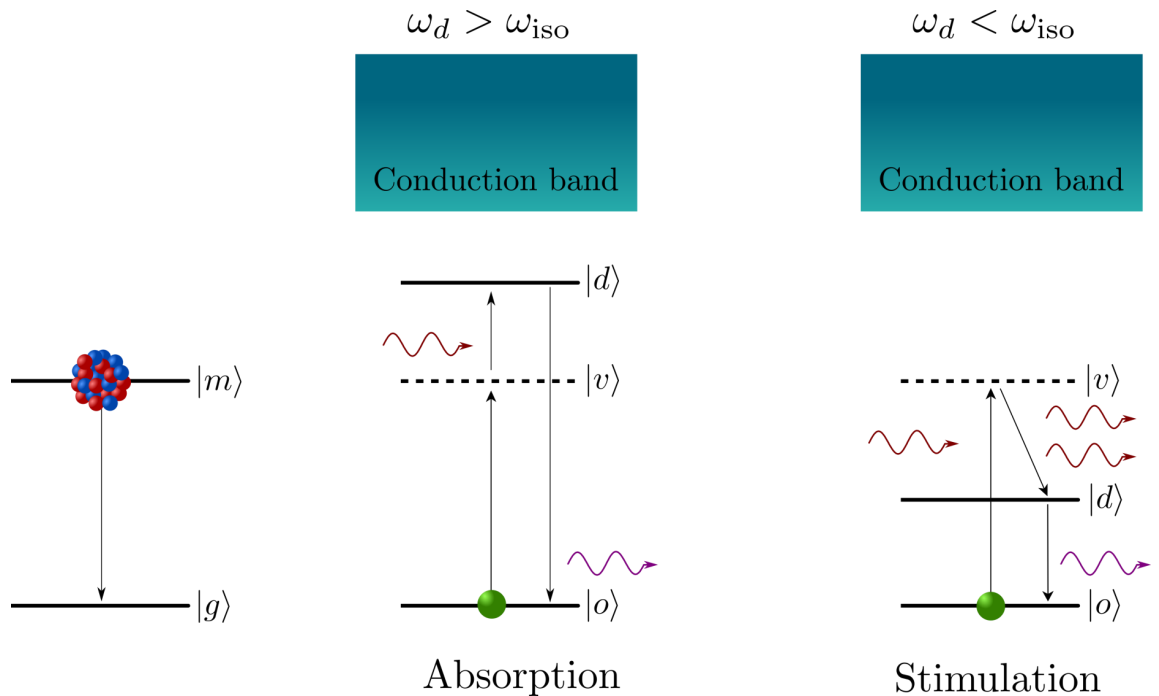 ω_d > ω_iso
ω_d < ω_iso
Conduction band
Conduction band
|d⟩
|m⟩
|v⟩
|v⟩
|d⟩
|g⟩
|o⟩
|o⟩
Absorption
Stimulation